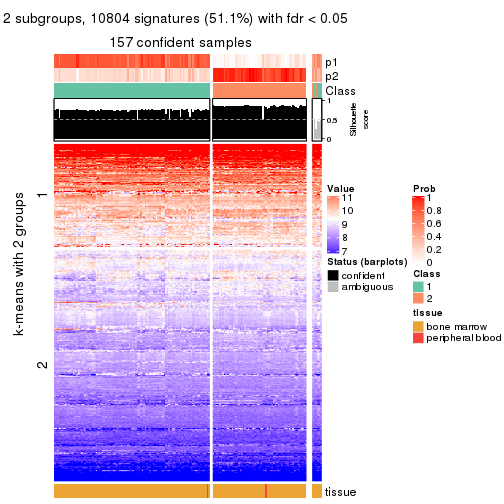 2 subgroups, 10804 signatures (51.1%) with fdr < 0.05
157 confident samples
p1
p2
Class
1
0.5
0
Silhouette
score
k-means with 2 groups
1
2
Value
11
10
9
8
7
Status (barplots)
confident
ambiguous
Prob
1
0.8
0.6
0.4
0.2
0
Class
1
2
tissue
bone marrow
peripheral blood
tissue